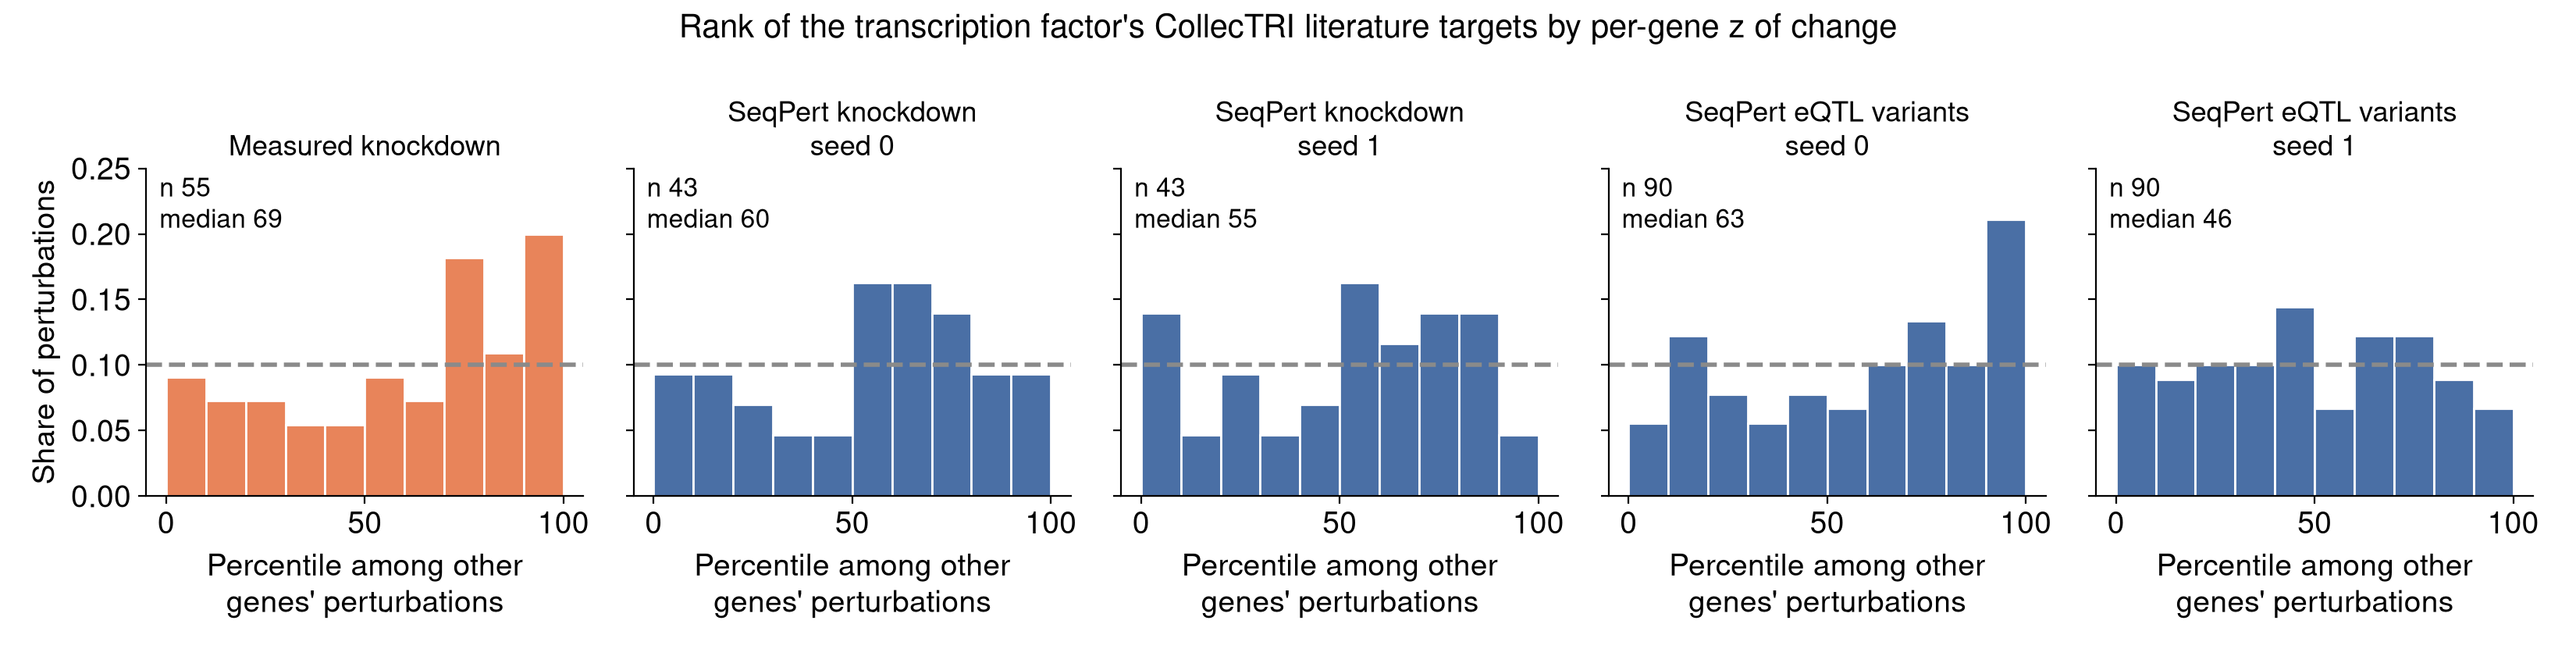 Rank of the transcription factor's CollecTRI literature targets by per-gene z of change
Measured knockdown
n 55
median 69
Share of perturbations
0.25
0.20
0.15
0.10
0.05
0.00
0
50
100
Percentile among other
genes' perturbations
SeqPert knockdown
seed 0
n 43
median 60
0
50
100
Percentile among other
genes' perturbations
SeqPert knockdown
seed 1
n 43
median 55
0
50
100
Percentile among other
genes' perturbations
SeqPert eQTL variants
seed 0
n 90
median 63
0
50
100
Percentile among other
genes' perturbations
SeqPert eQTL variants
seed 1
n 90
median 46
0
50
100
Percentile among other
genes' perturbations